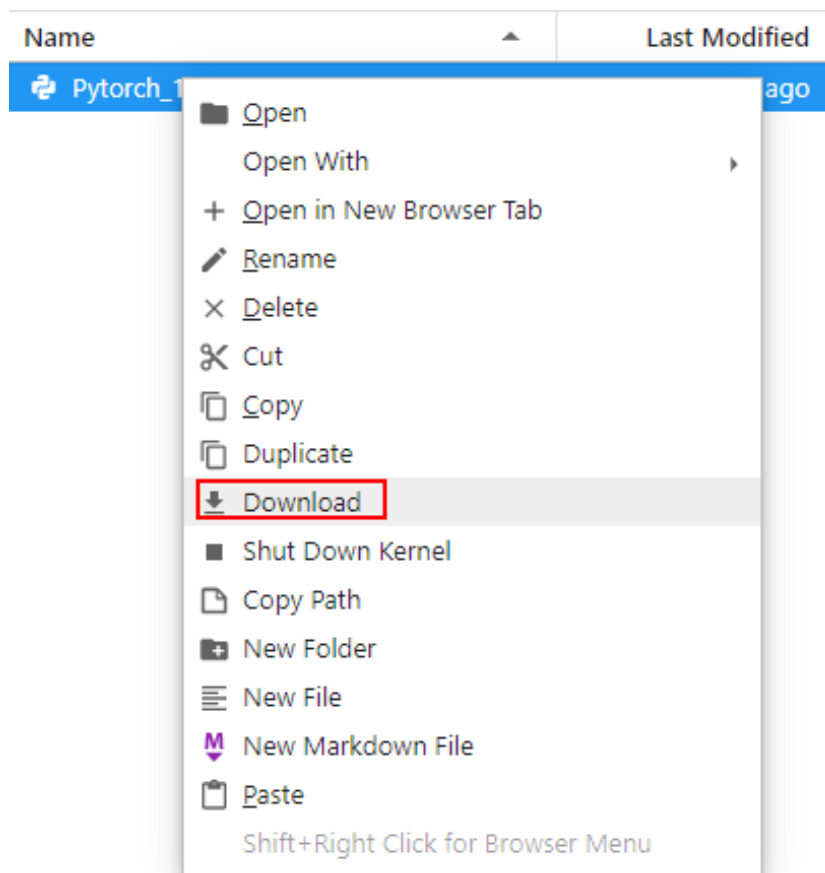 Name Last Modified
Pytorch_1 ago
Open
Open With
Open in New Browser Tab
Rename
Delete
Cut
Copy
Duplicate
Download
Shut Down Kernel
Copy Path
New Folder
New File
New Markdown File
Paste
Shift+Right Click for Browser Menu